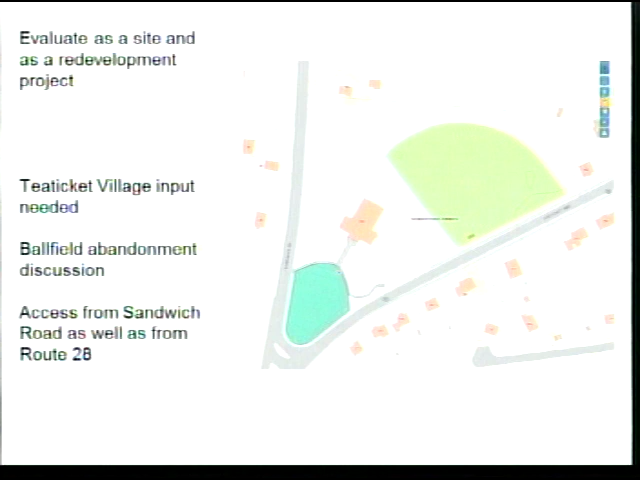 Evaluate as a site and
as a redevelopment
project
Teaticket Village input
needed
Ballfield abandonment
discussion
Access from Sandwich
Road as well as from
Route 28